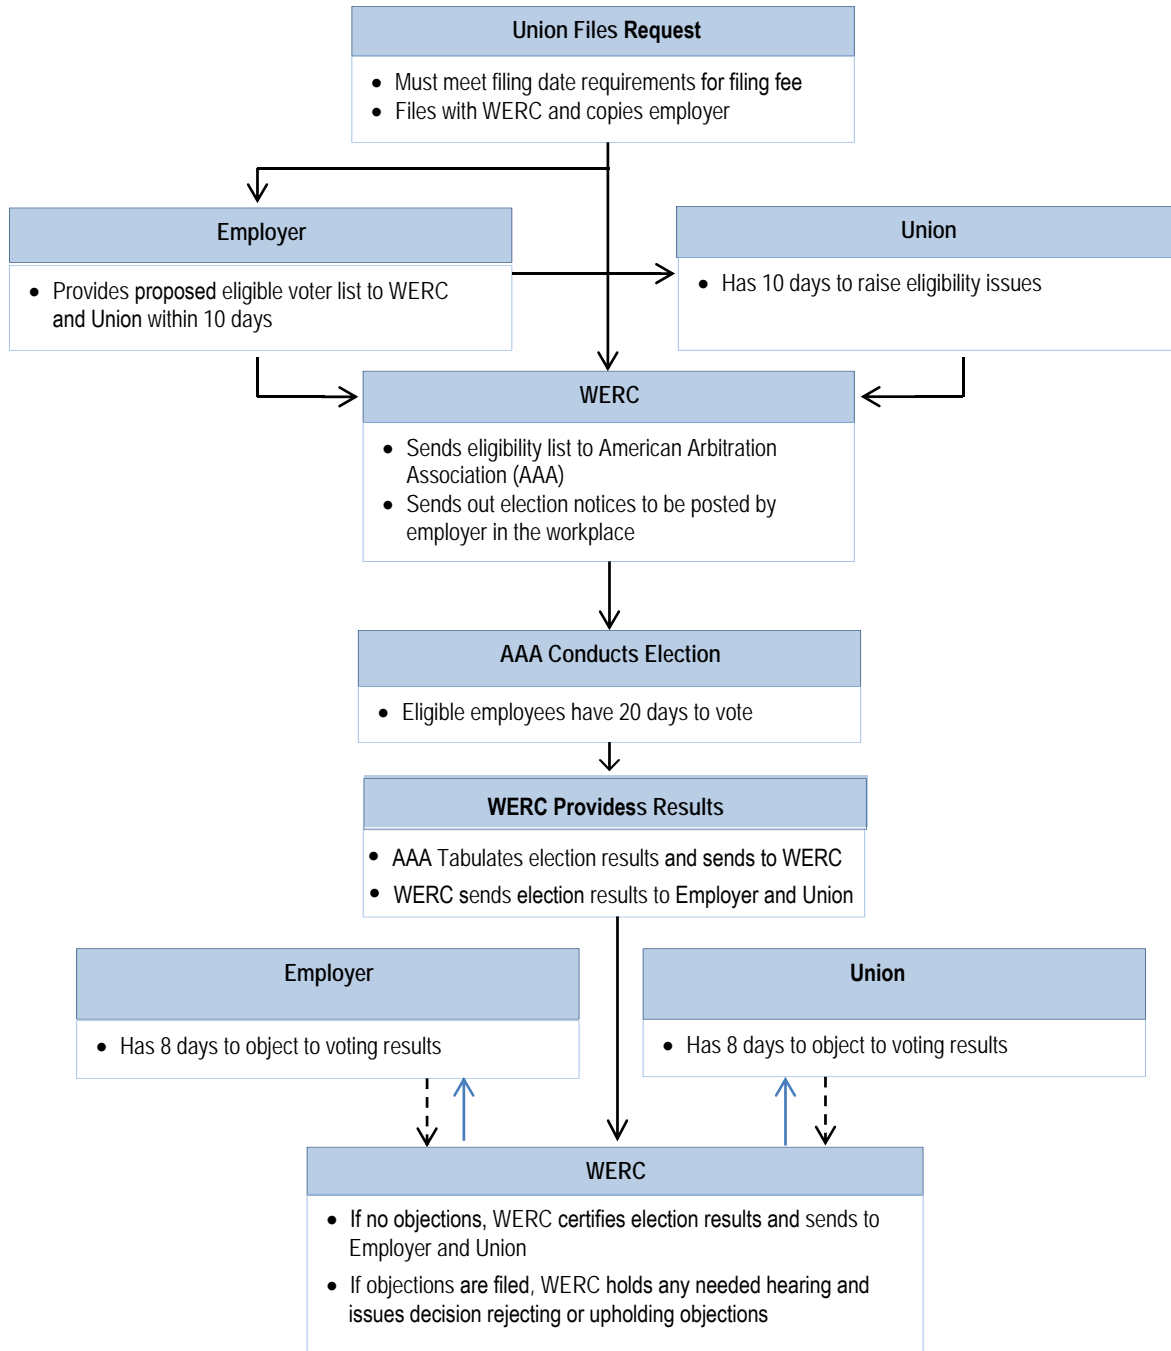 Union Files Request
• Must meet filing date requirements for filing fee
• Files with WERC and copies employer
Employer
• Provides proposed eligible voter list to WERC
and Union within 10 days
Union
• Has 10 days to raise eligibility issues
WERC
• Sends eligibility list to American Arbitration
Association (AAA)
• Sends out election notices to be posted by
employer in the workplace
AAA Conducts Election
• Eligible employees have 20 days to vote
WERC Providess Results
• AAA Tabulates election results and sends to WERC
• WERC sends election results to Employer and Union
Employer
• Has 8 days to object to voting results
Union
• Has 8 days to object to voting results
WERC
• If no objections, WERC certifies election results and sends to
Employer and Union
• If objections are filed, WERC holds any needed hearing and
issues decision rejecting or upholding objections